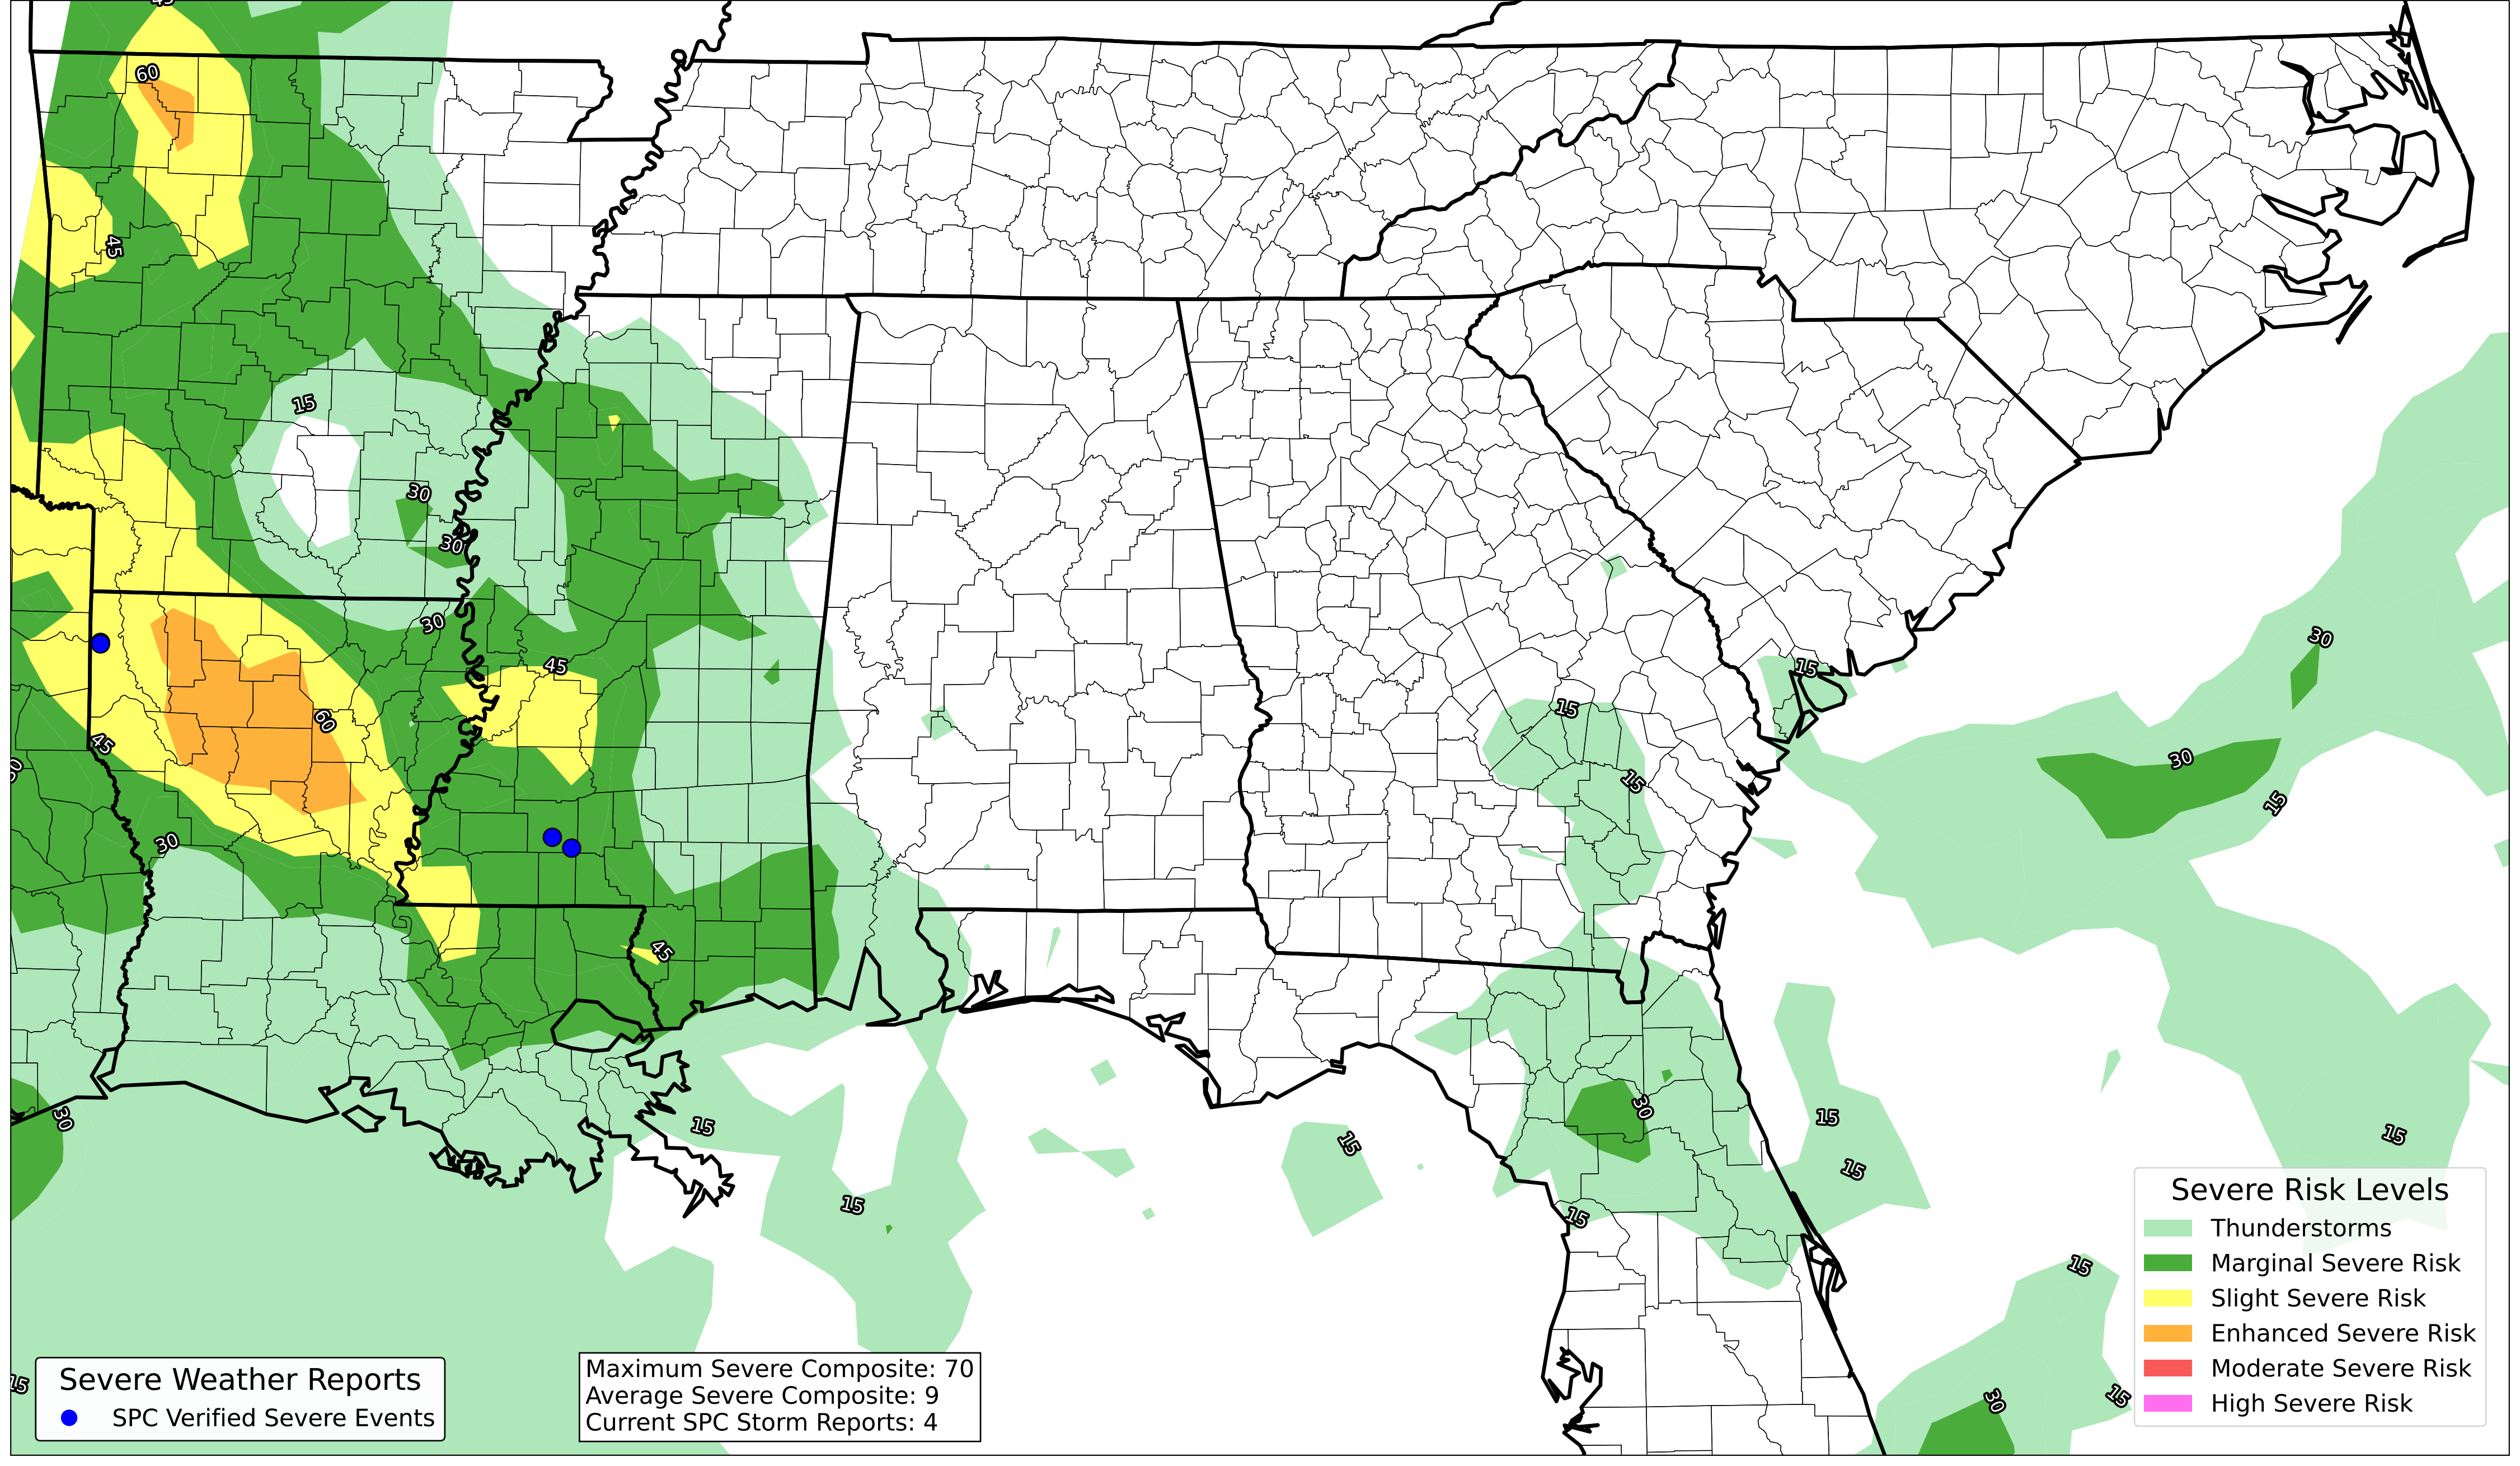 45
60
45
15
30
30
30
45
60
45
30
30
45
15
15
15
30
30
15
30
30
15
15
15
15
15
15
15
15
30
15
15
30
Severe Risk Levels
Thunderstorms
Marginal Severe Risk
Slight Severe Risk
Enhanced Severe Risk
Moderate Severe Risk
High Severe Risk
Severe Weather Reports
SPC Verified Severe Events
Maximum Severe Composite: 70
Average Severe Composite: 9
Current SPC Storm Reports: 4